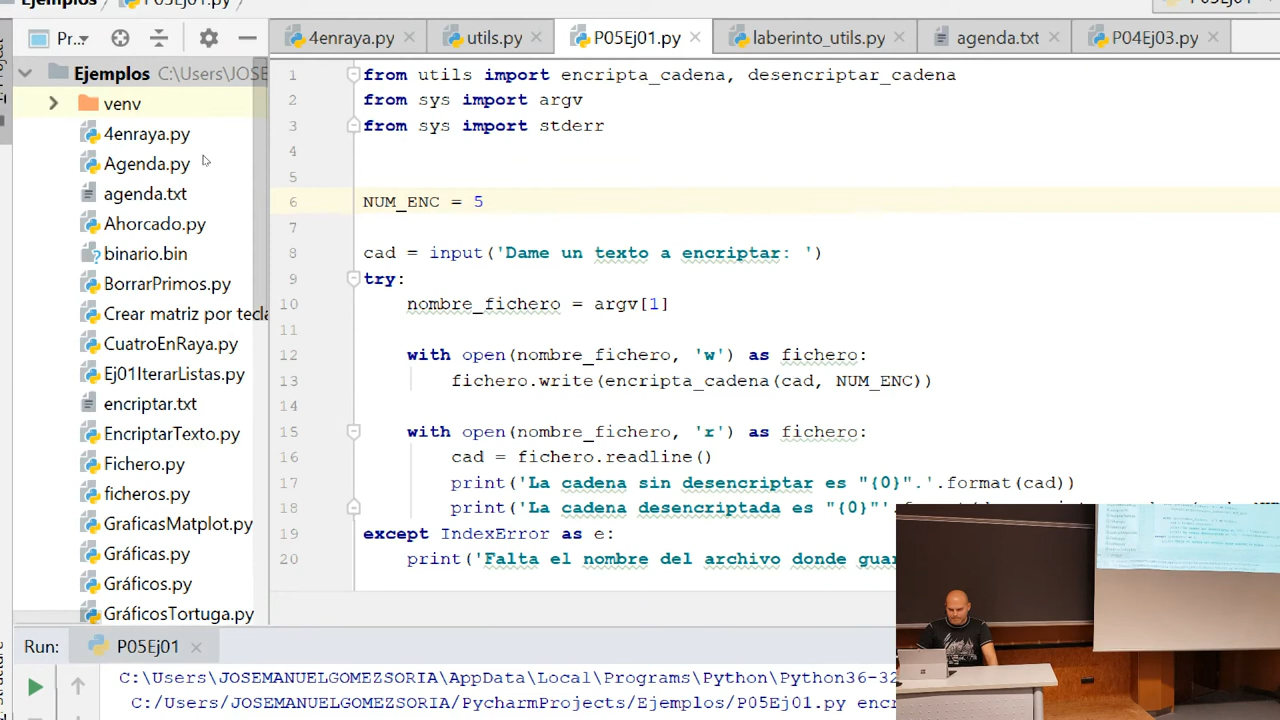 Ejemplos
P05Ej01.py
P05Ej01
Project
Pr..
4enraya.py
utils.py
P05Ej01.py
laberinto_utils.py
agenda.txt
P04Ej03.py
Ejemplos C:\Users\JOSE
venv
4enraya.py
Agenda.py
agenda.txt
Ahorcado.py
binario.bin
BorrarPrimos.py
Crear matriz por tecla
CuatroEnRaya.py
Ej01IterarListas.py
encriptar.txt
EncriptarTexto.py
Fichero.py
ficheros.py
GraficasMatplot.py
Gráficas.py
Gráficos.py
GráficosTortuga.py
1 from utils import encripta_cadena, desencriptar_cadena
2 from sys import argv
3 from sys import stderr
4
5
6 NUM_ENC = 5
7
8 cad = input('Dame un texto a encriptar: ')
9 try:
10 nombre_fichero = argv[1]
11
12 with open(nombre_fichero, 'w') as fichero:
13 fichero.write(encripta_cadena(cad, NUM_ENC))
14
15 with open(nombre_fichero, 'r') as fichero:
16 cad = fichero.readline()
17 print('La cadena sin desencriptar es "{0}".'.format(cad))
18 print('La cadena desencriptada es "{0}"'
19 except IndexError as e:
20 print('Falta el nombre del archivo donde guar
Run: P05Ej01
C:\Users\JOSEMANUELGOMEZSORIA\AppData\Local\Programs\Python\Python36-32
C:/Users/JOSEMANUELGOMEZSORIA/PycharmProjects/Ejemplos/P05Ej01.py encr
Structure